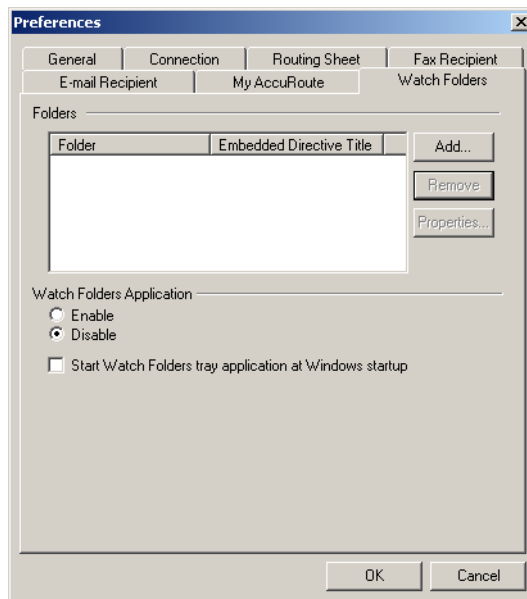 Preferences
General Connection Routing Sheet Fax Recipient
E-mail Recipient My AccuRoute Watch Folders
Folders
Folder Embedded Directive Title
Add...
Remove
Properties...
Watch Folders Application
Enable
Disable
Start Watch Folders tray application at Windows startup
OK Cancel